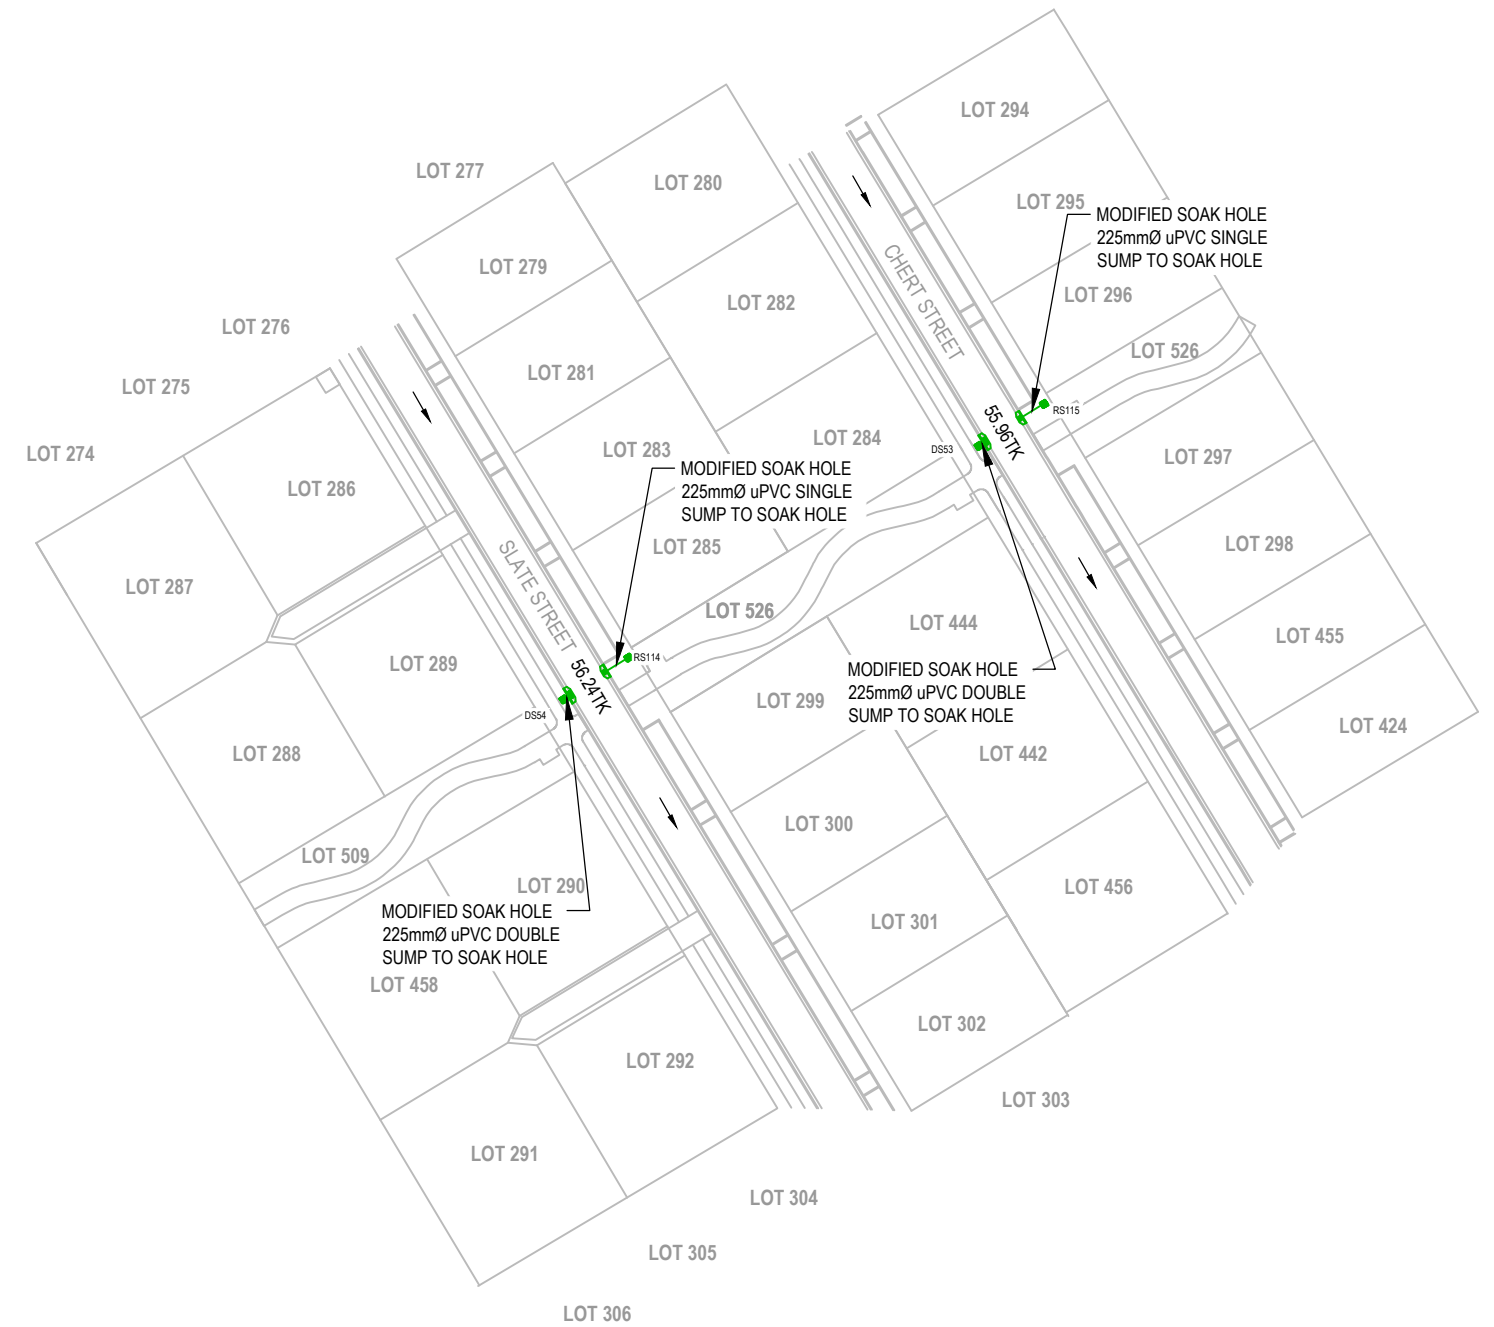 LOT 294
LOT 277
LOT 280
LOT 295
MODIFIED SOAK HOLE
225mmØ uPVC SINGLE
SUMP TO SOAK HOLE
LOT 279
CHERT STREET
LOT 282
LOT 296
LOT 276
LOT 526
LOT 281
LOT 275
RS115
55.96TK
LOT 284
LOT 283
DS53
LOT 274
LOT 297
MODIFIED SOAK HOLE
225mmØ uPVC SINGLE
SUMP TO SOAK HOLE
LOT 286
LOT 285
LOT 298
SLATE STREET
LOT 287
LOT 526
LOT 444
LOT 455
RS114
LOT 289
56.24TK
MODIFIED SOAK HOLE
225mmØ uPVC DOUBLE
SUMP TO SOAK HOLE
LOT 299
DS54
LOT 424
LOT 288
LOT 442
LOT 300
LOT 509
LOT 290
LOT 456
MODIFIED SOAK HOLE
225mmØ uPVC DOUBLE
SUMP TO SOAK HOLE
LOT 301
LOT 458
LOT 302
LOT 292
LOT 303
LOT 291
LOT 304
LOT 305
LOT 306